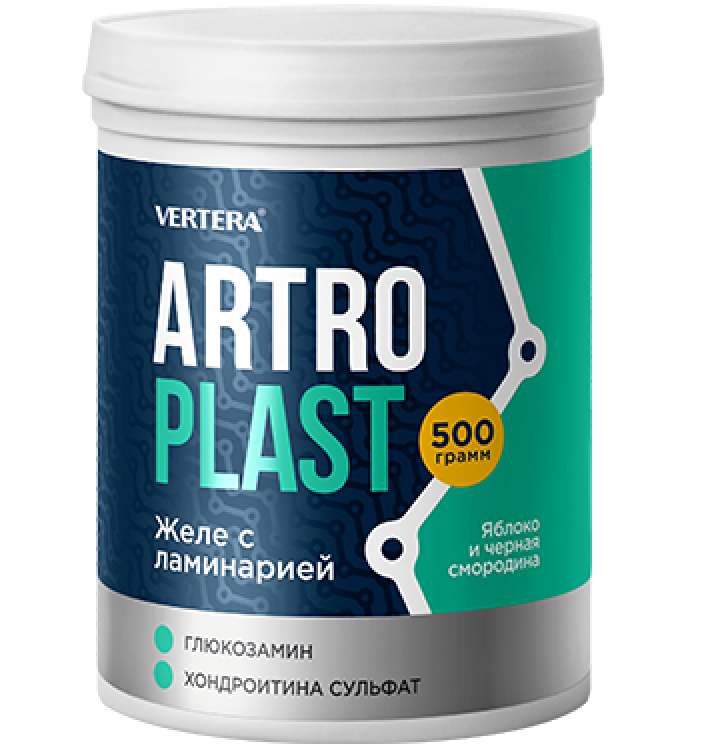 VERTERA®
ARTRO
PLAST
500
грамм
Желе с
ламинарией
Яблоко
и черная
смородина
ГЛЮКОЗАМИН
ХОНДРОИТИНА СУЛЬФАТ